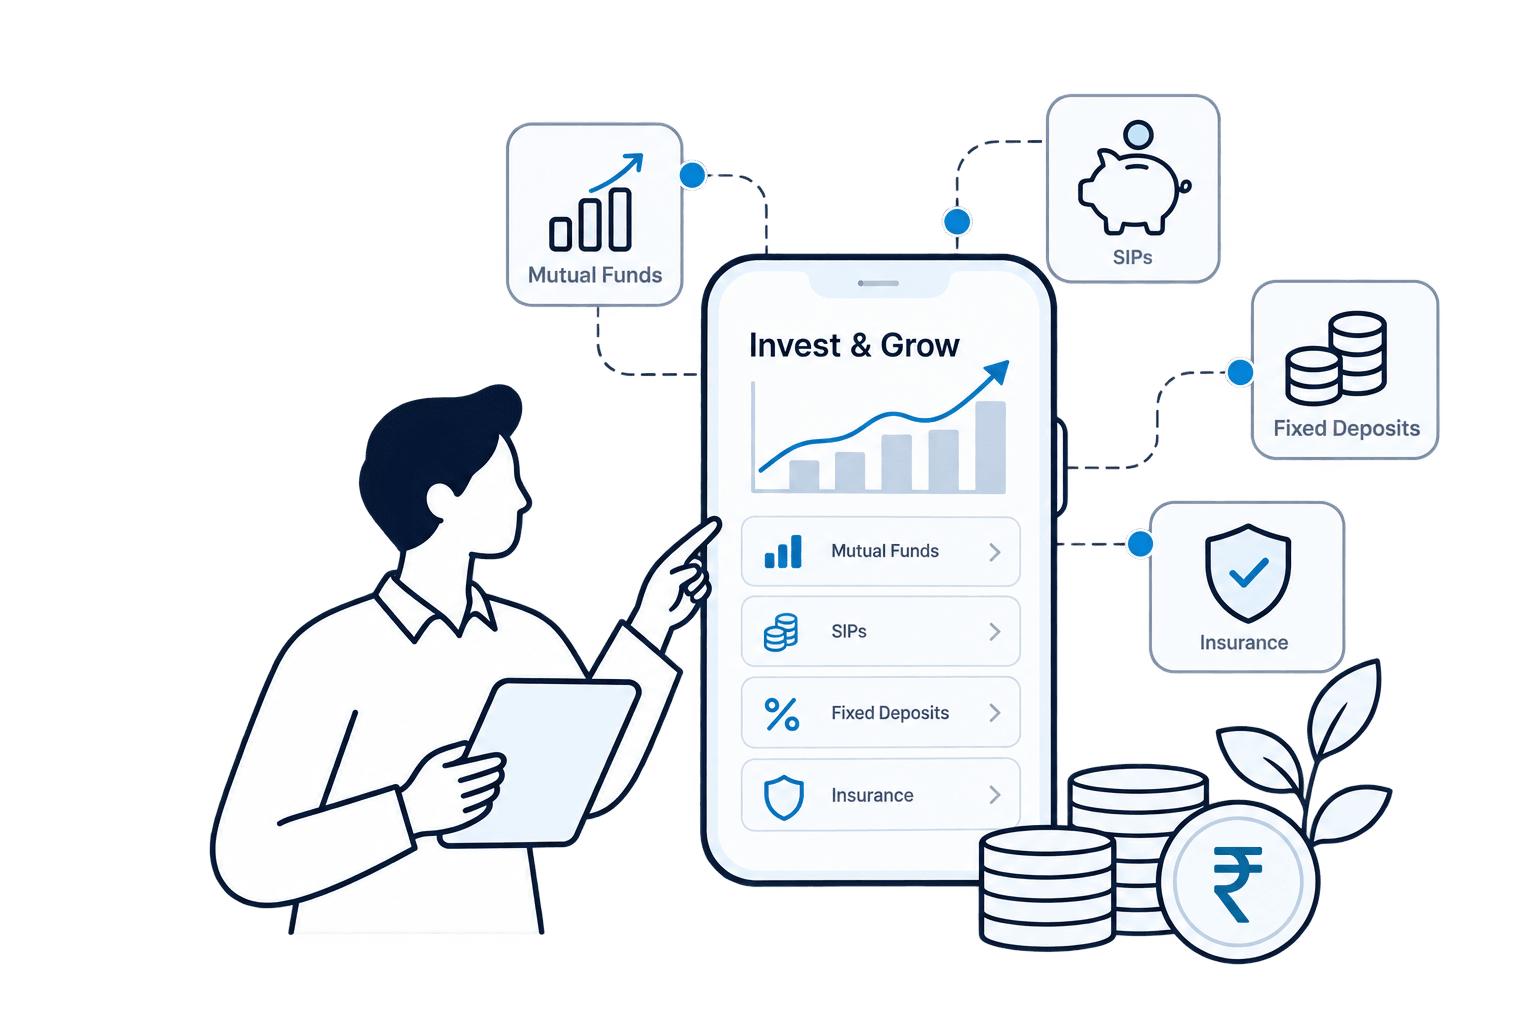 Mutual Funds
SIPs
Fixed Deposits
Insurance
Invest & Grow
Mutual Funds
SIPs
Fixed Deposits
Insurance
₹